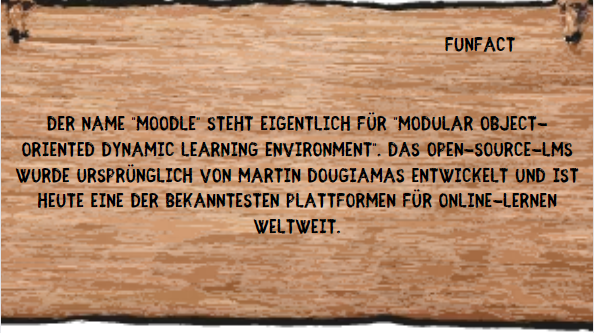 FUNFACT
DER NAME "MOODLE" STEHT EIGENTLICH FÜR "MODULAR OBJECT-
ORIENTED DYNAMIC LEARNING ENVIRONMENT". DAS OPEN-SOURCE-LMS
WURDE URSPRÜNGLICH VON MARTIN DOUGIAMAS ENTWICKELT UND IST
HEUTE EINE DER BEKANNTESTEN PLATTFORMEN FÜR ONLINE-LERNEN
WELTWEIT.